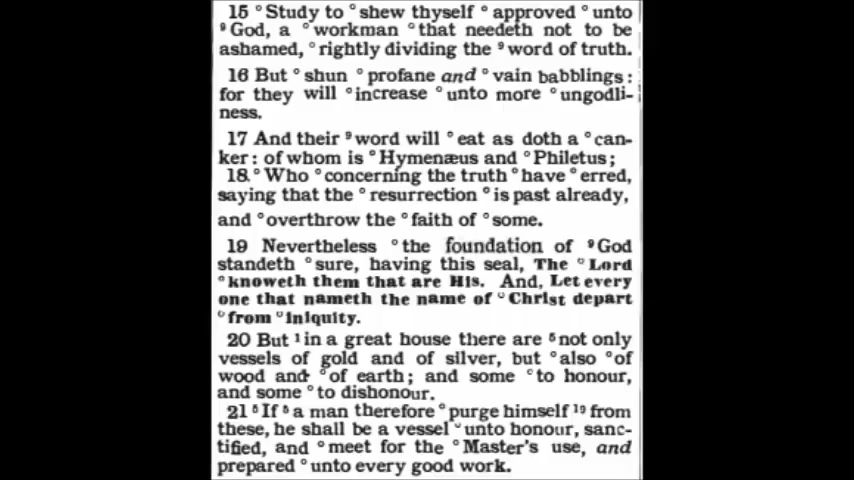 15 °Study to °shew thyself °approved °unto
⁹God, a °workman °that needeth not to be
ashamed, °rightly dividing the ⁹word of truth.
16 But °shun °profane and °vain babblings:
for they will °increase °unto more °ungodli-
ness.
17 And their ⁹word will °eat as doth a °can-
ker: of whom is °Hymenæus and °Philetus;
18 °Who °concerning the truth °have °erred,
saying that the °resurrection °is past already,
and °overthrow the °faith of °some.
19 Nevertheless °the foundation of ⁹God
standeth °sure, having this seal, The °Lord
°knoweth them that are His. And, Let every
one that nameth the name of °Christ depart
°from °iniquity.
20 But ¹in a great house there are ⁵not only
vessels of gold and of silver, but °also °of
wood and °of earth; and some °to honour,
and some °to dishonour.
21 ⁵If ⁵a man therefore °purge himself ¹⁹from
these, he shall be a vessel °unto honour, sanc-
tified, and °meet for the °Master's use, and
prepared °unto every good work.